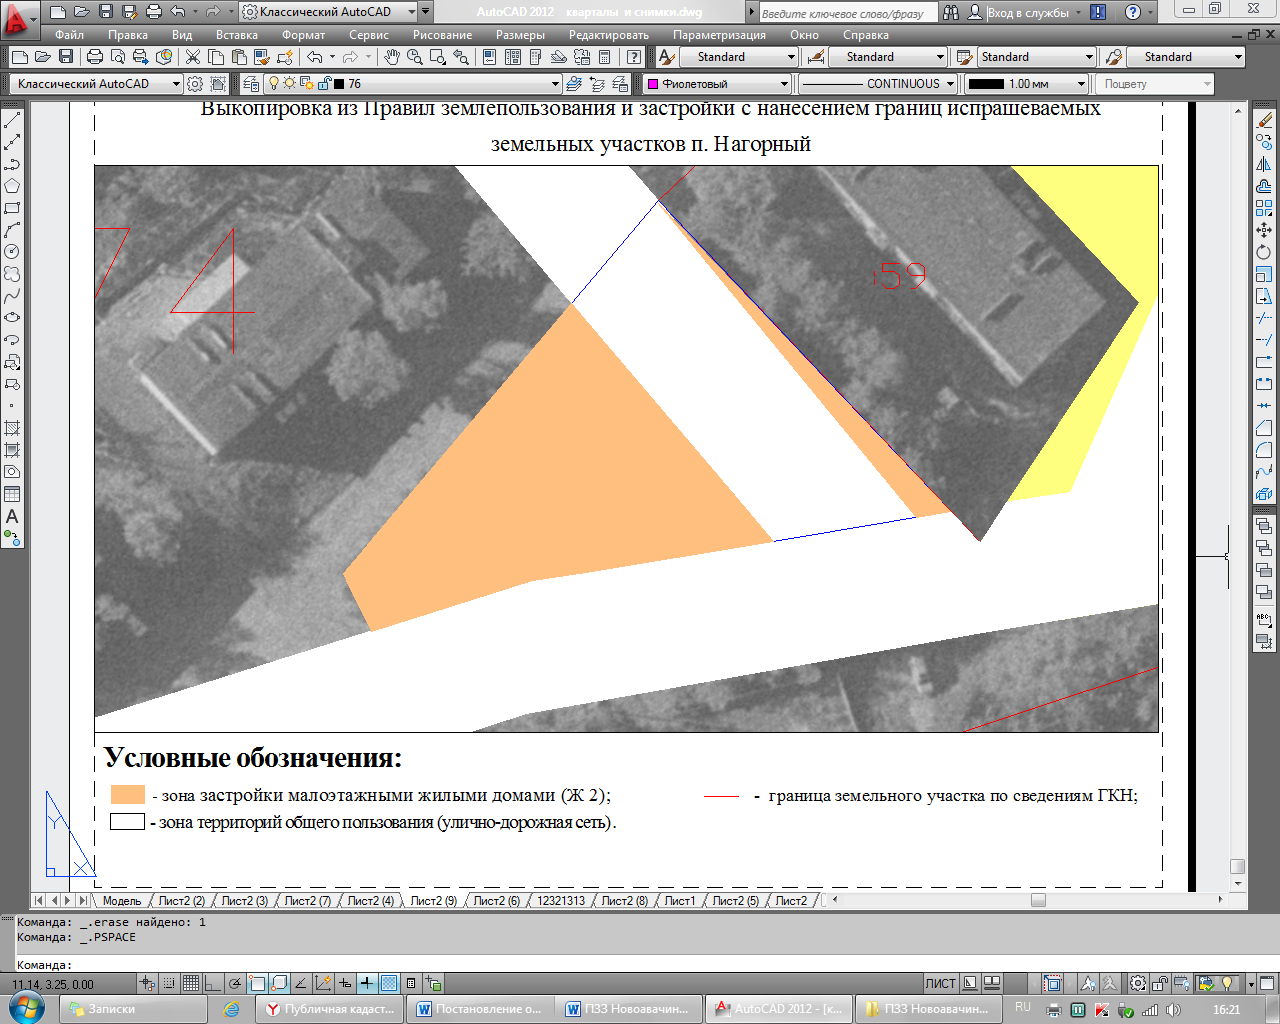 Классический AutoCAD
AutoCAD 2012 кварталы и снимки.dwg
Введите ключевое слово/фразу
Вход в службы
Файл Правка Вид Вставка Формат Сервис Рисование Размеры Редактировать Параметризация Окно Справка
Standard Standard Standard Standard
Классический AutoCAD
76
Фиолетовый
CONTINUOUS
1.00 мм
Поцвету
Выкопировка из Правил землепользования и застройки с нанесением границ испрашиваемых
земельных участков п. Нагорный
:59
Условные обозначения:
- зона застройки малоэтажными жилыми домами (Ж 2);
- граница земельного участка по сведениям ГКН;
- зона территорий общего пользования (улично-дорожная сеть).
Y
X
Модель Лист2 (2) Лист2 (3) Лист2 (7) Лист2 (4) Лист2 (9) Лист2 (6) 12321313 Лист2 (8) Лист1 Лист2 (5) Лист2
Команда: _.erase найдено: 1
Команда: _.PSPACE
Команда:
11.14, 3.25, 0.00
ЛИСТ
Записки
Публичная кадаст...
Постановление о...
ПЗЗ Новоавачин...
AutoCAD 2012 - [к...
ПЗЗ Новоавачин...
RU
16:21